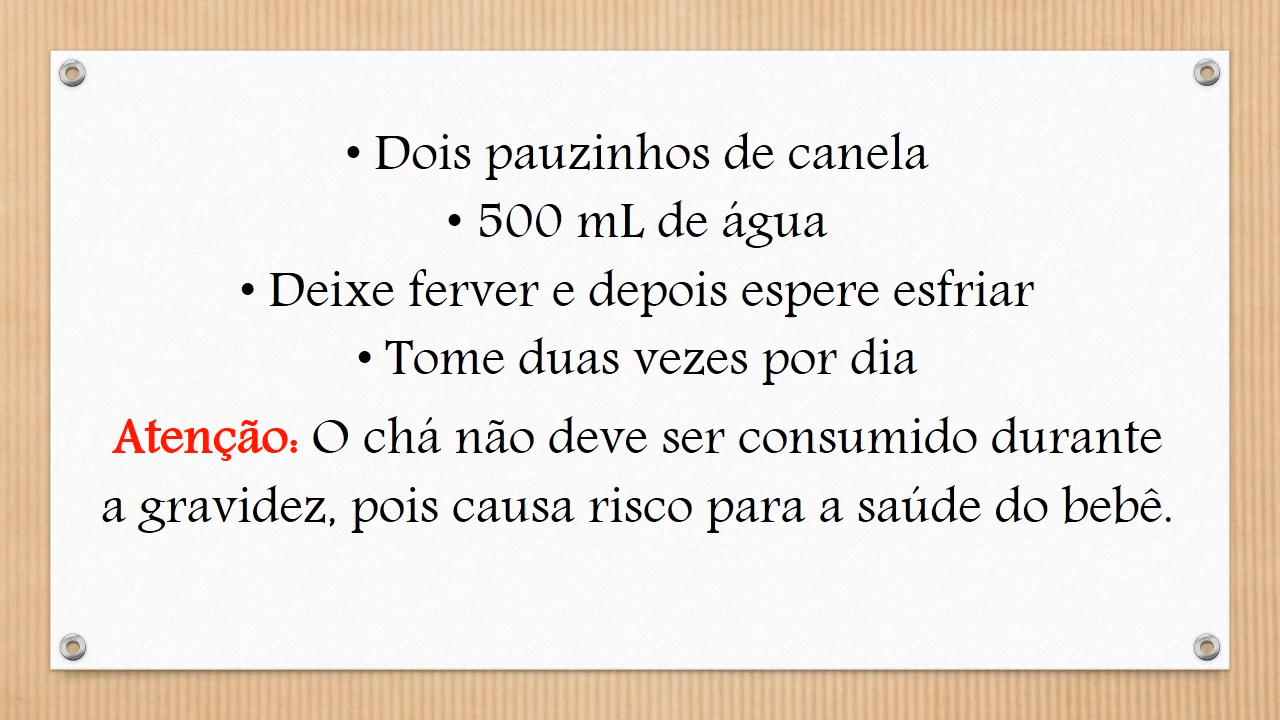 • Dois pauzinhos de canela
• 500 mL de água
• Deixe ferver e depois espere esfriar
• Tome duas vezes por dia
Atenção: O chá não deve ser consumido durante
a gravidez, pois causa risco para a saúde do bebê.